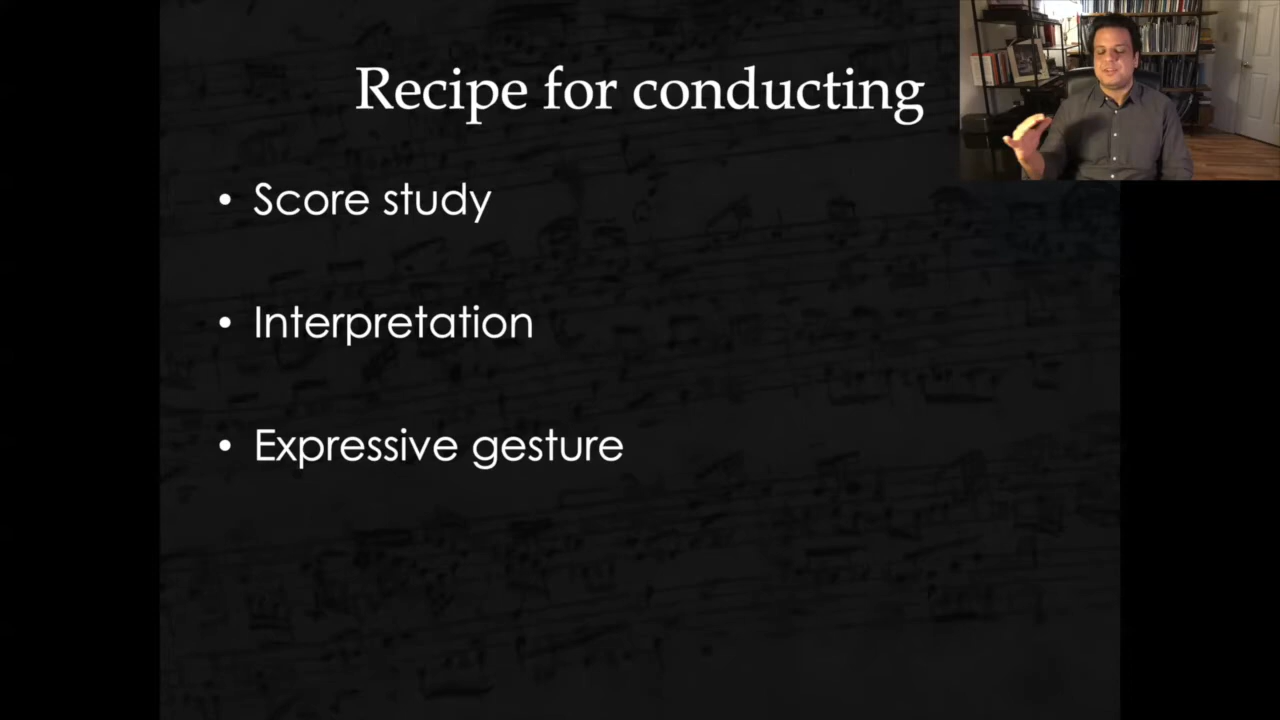 Recipe for conducting
• Score study
• Interpretation
• Expressive gesture